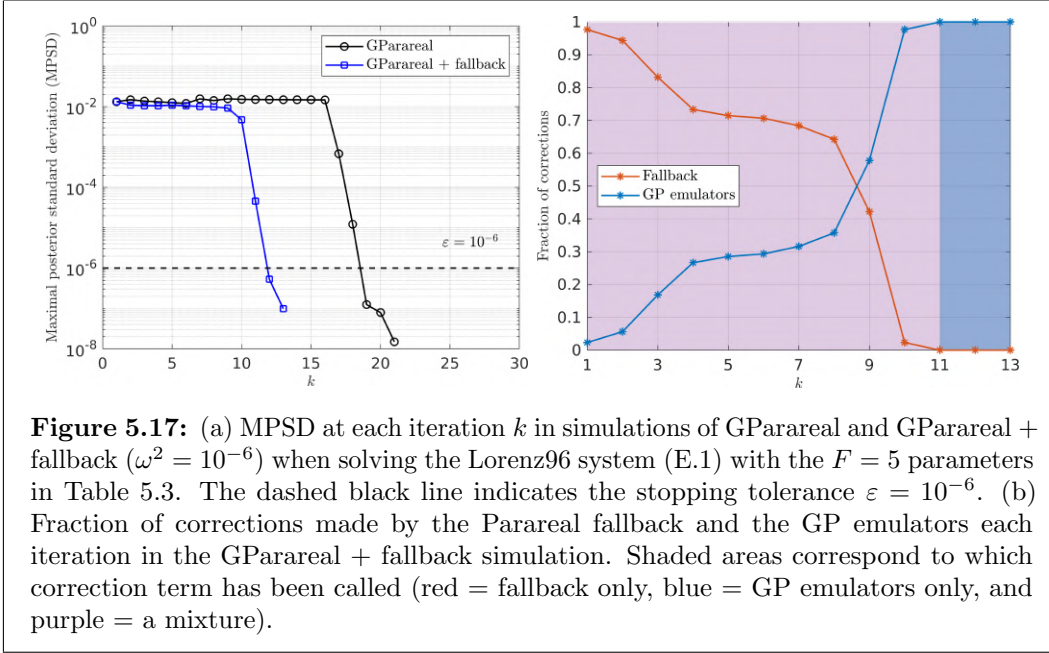 Maximal posterior standard deviation (MPSD)
10^0
10^-2
10^-4
10^-6
10^-8
GParareal
GParareal + fallback
ε = 10^-6
0 5 10 15 20 25 30
k
Fraction of corrections
1
0.9
0.8
0.7
0.6
0.5
0.4
0.3
0.2
0.1
0
Fallback
GP emulators
1 3 5 7 9 11 13
k
Figure 5.17: (a) MPSD at each iteration k in simulations of GParareal and GParareal +
fallback (ω² = 10^-6) when solving the Lorenz96 system (E.1) with the F = 5 parameters
in Table 5.3. The dashed black line indicates the stopping tolerance ε = 10^-6. (b)
Fraction of corrections made by the Parareal fallback and the GP emulators each
iteration in the GParareal + fallback simulation. Shaded areas correspond to which
correction term has been called (red = fallback only, blue = GP emulators only, and
purple = a mixture).